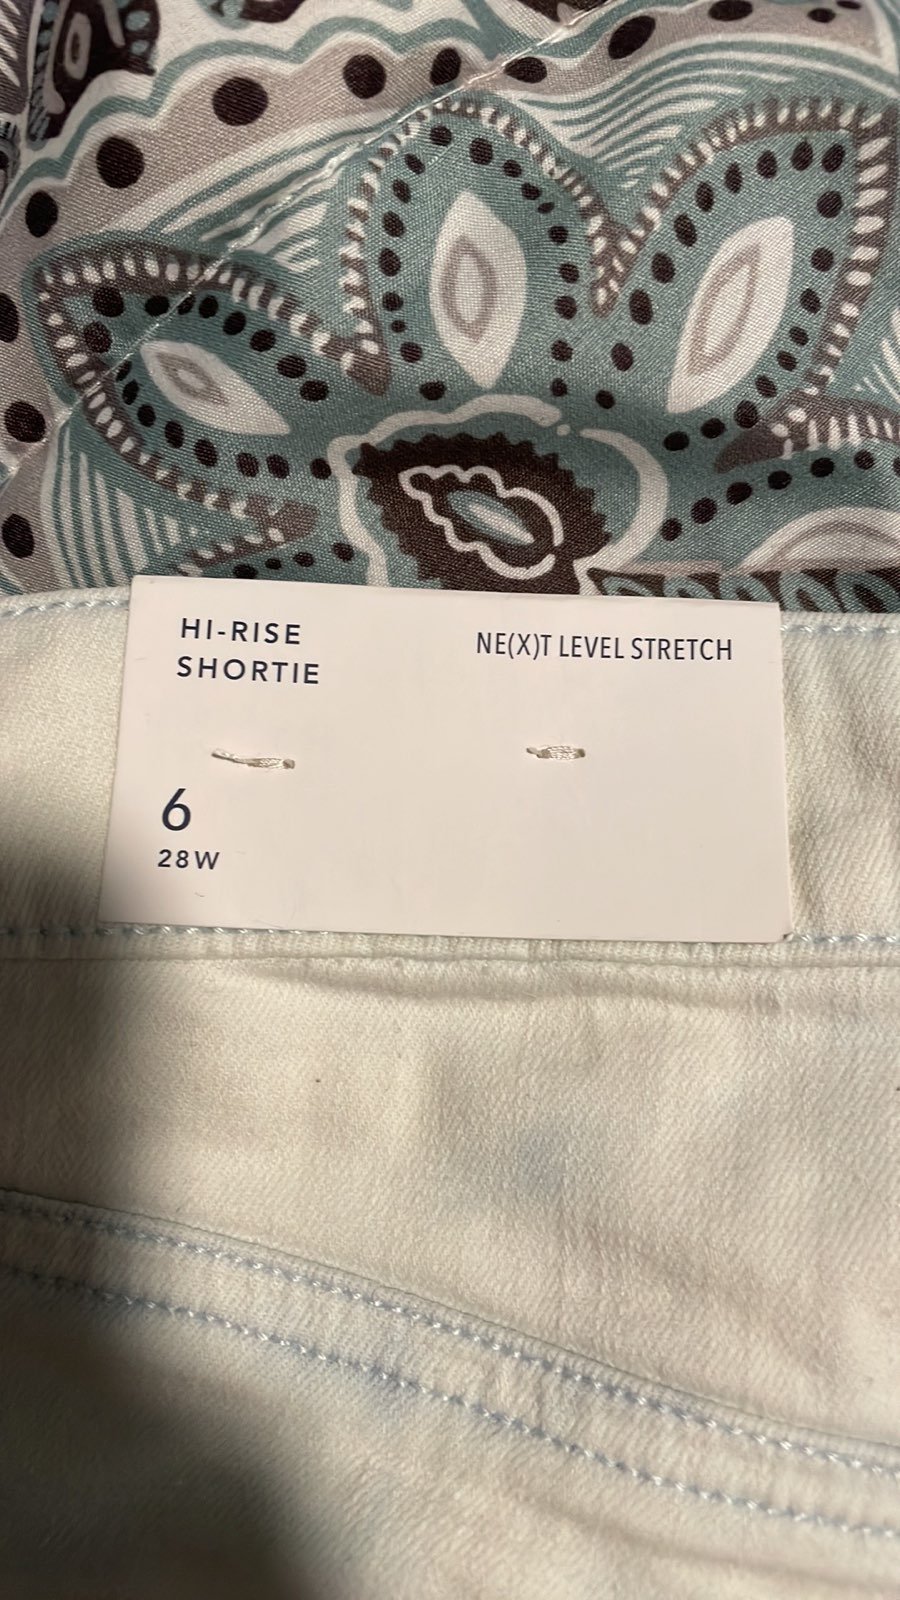 HI-RISE
SHORTIE
NE(X)T LEVEL STRETCH
6
28W